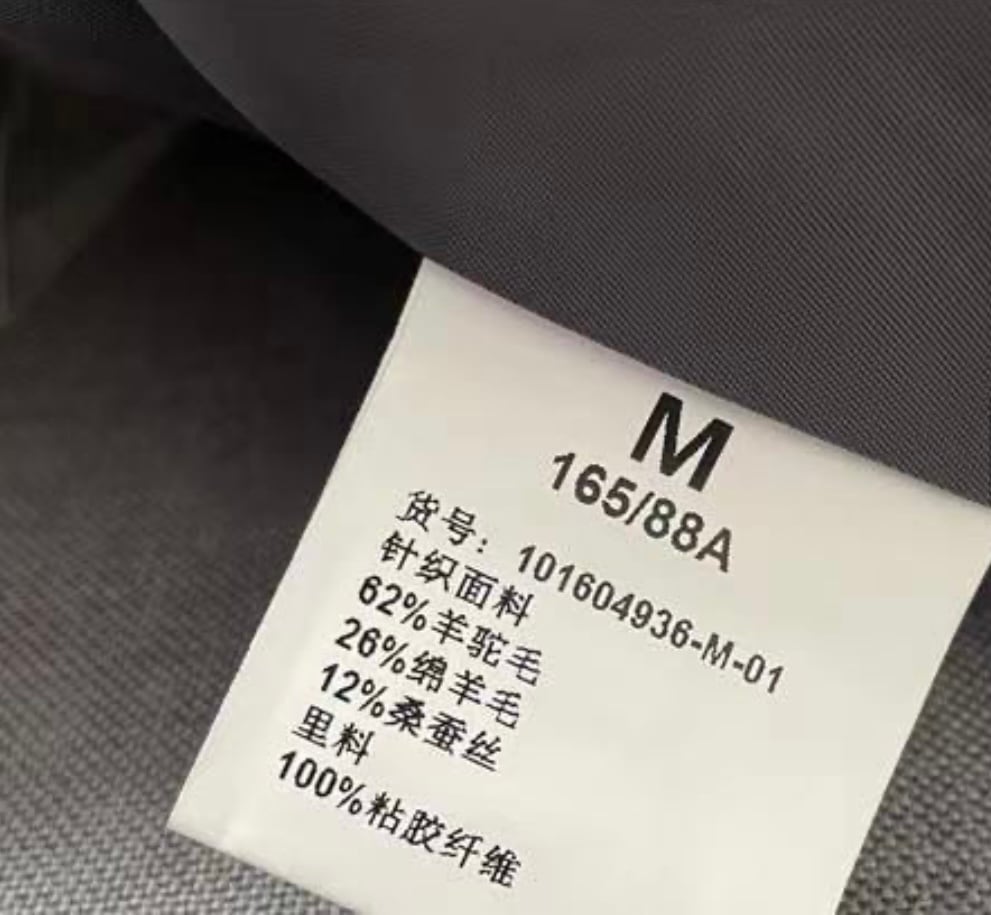 M
165/88A
货号：101604936-M-01
针织面料
62%羊驼毛
26%绵羊毛
12%桑蚕丝
里料
100%粘胶纤维